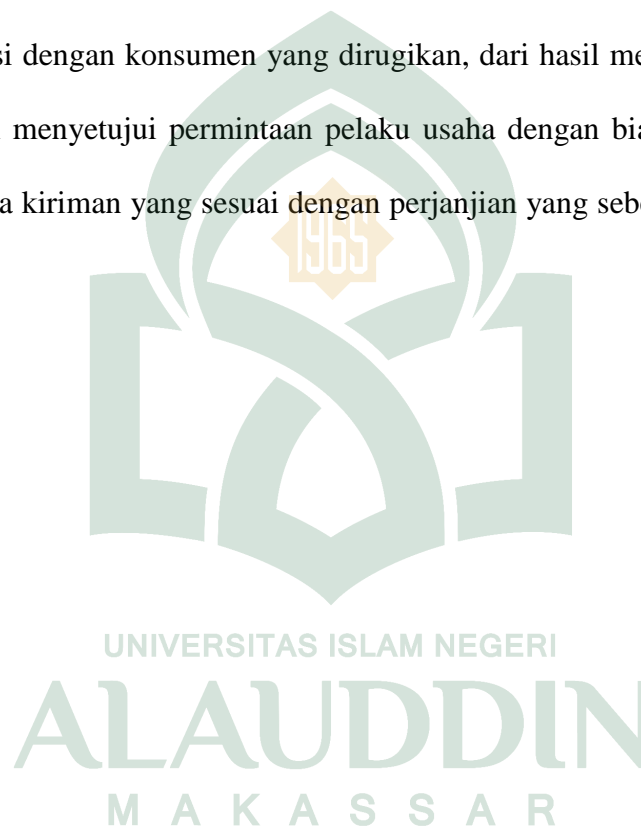 si dengan konsumen yang dirugikan, dari hasil me
menyetujui permintaan pelaku usaha dengan bia
a kiriman yang sesuai dengan perjanjian yang seb
1965
UNIVERSITAS ISLAM NEGERI
ALAUDDIN
MAKASSAR